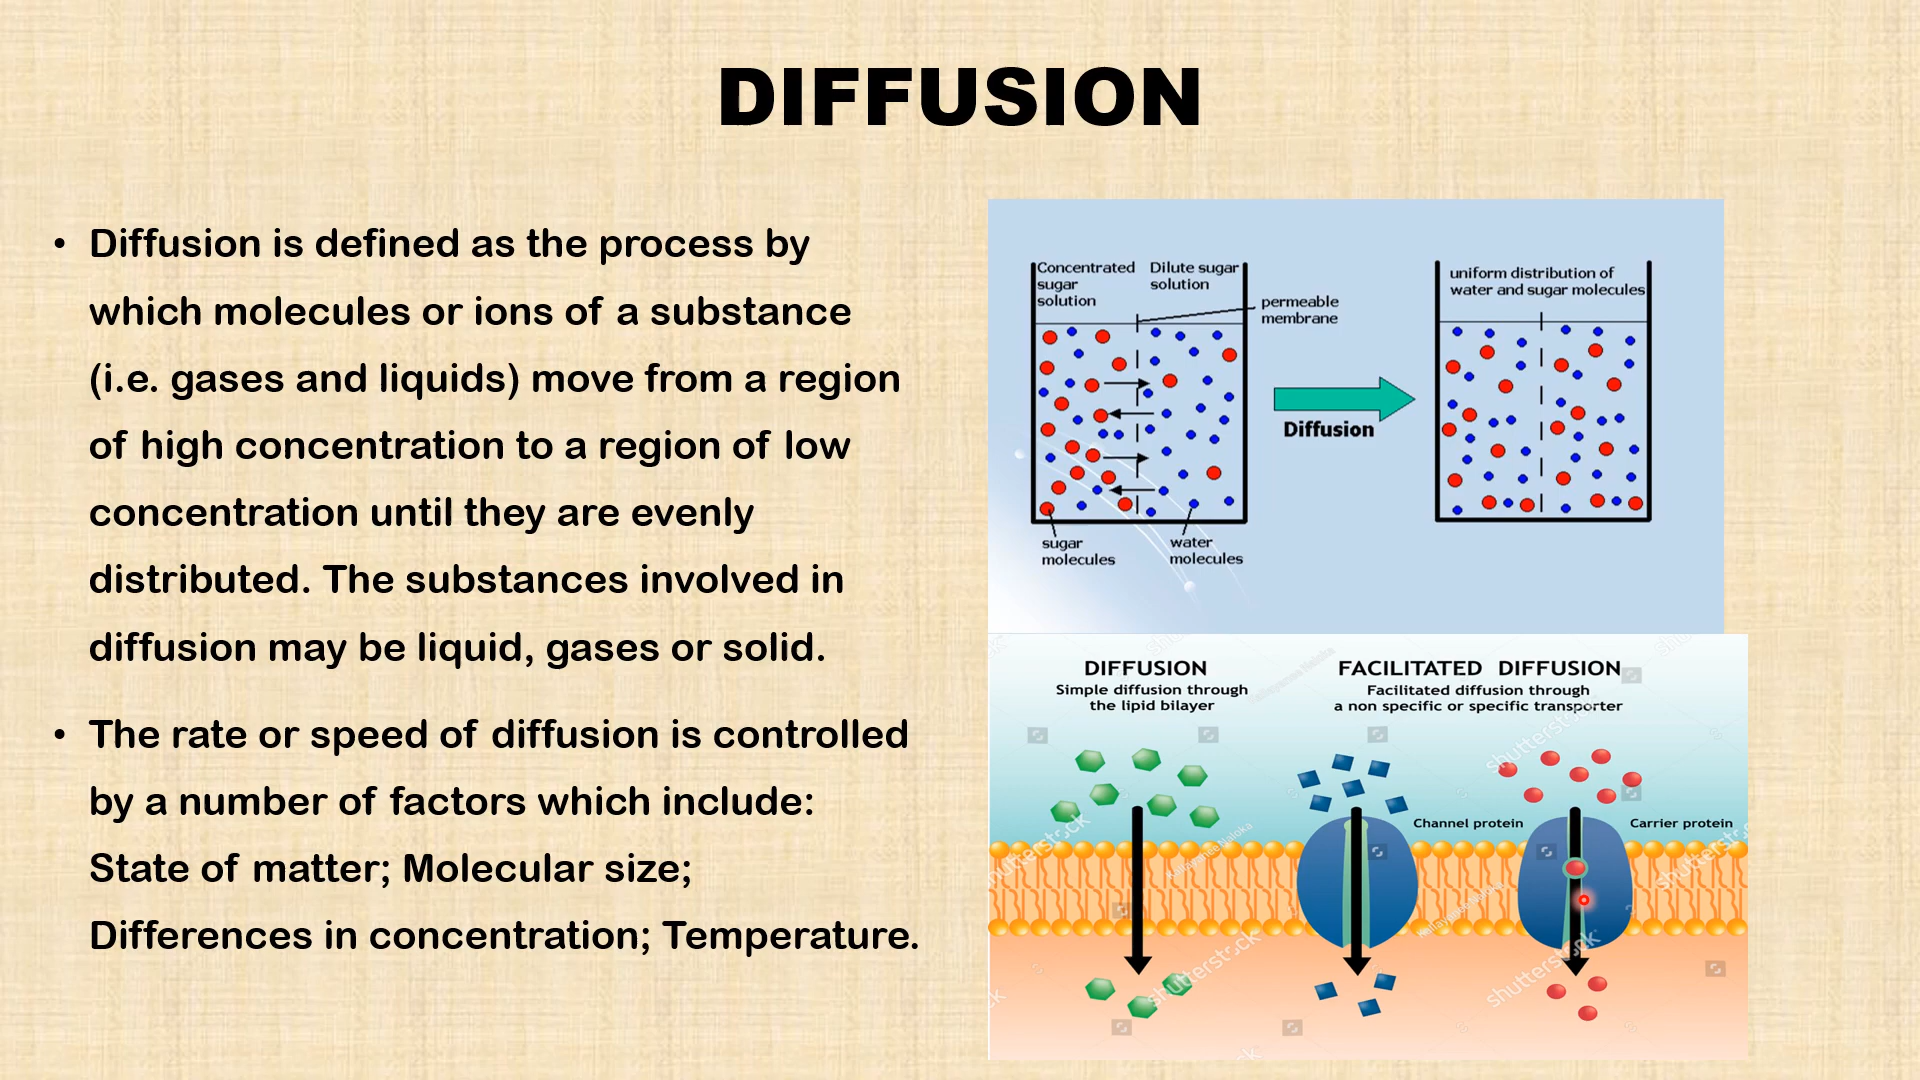 DIFFUSION
• Diffusion is defined as the process by
which molecules or ions of a substance
(i.e. gases and liquids) move from a region
of high concentration to a region of low
concentration until they are evenly
distributed. The substances involved in
diffusion may be liquid, gases or solid.
• The rate or speed of diffusion is controlled
by a number of factors which include:
State of matter; Molecular size;
Differences in concentration; Temperature.
Concentrated
sugar
solution
Dilute sugar
solution
permeable
membrane
sugar
molecules
water
molecules
Diffusion
uniform distribution of
water and sugar molecules
DIFFUSION
Simple diffusion through
the lipid bilayer
FACILITATED DIFFUSION
Facilitated diffusion through
a non specific or specific transporter
Channel protein
Carrier protein
shutterstock
shutterstock
shutterstock
shutterstock